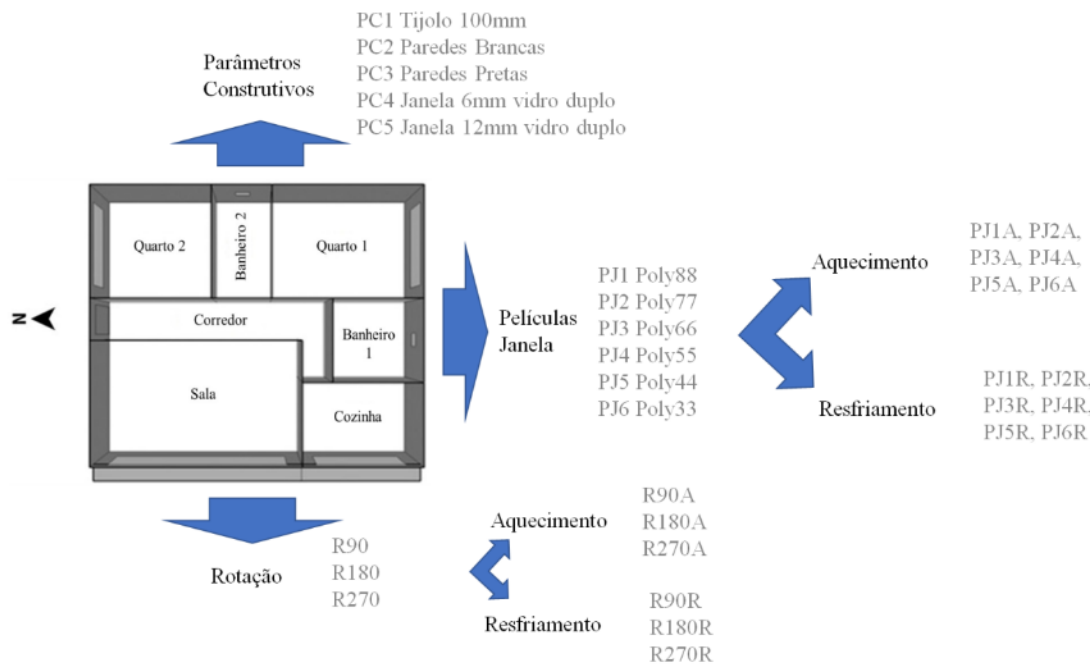 PC1 Tijolo 100mm
PC2 Paredes Brancas
PC3 Paredes Pretas
PC4 Janela 6mm vidro duplo
PC5 Janela 12mm vidro duplo
Parâmetros
Construtivos
Quarto 2
Banheiro 2
Quarto 1
N
Corredor
Banheiro
1
Sala
Cozinha
Películas
Janela
PJ1 Poly88
PJ2 Poly77
PJ3 Poly66
PJ4 Poly55
PJ5 Poly44
PJ6 Poly33
Aquecimento
PJ1A, PJ2A,
PJ3A, PJ4A,
PJ5A, PJ6A
Resfriamento
PJ1R, PJ2R,
PJ3R, PJ4R,
PJ5R, PJ6R
Rotação
R90
R180
R270
Aquecimento
R90A
R180A
R270A
Resfriamento
R90R
R180R
R270R